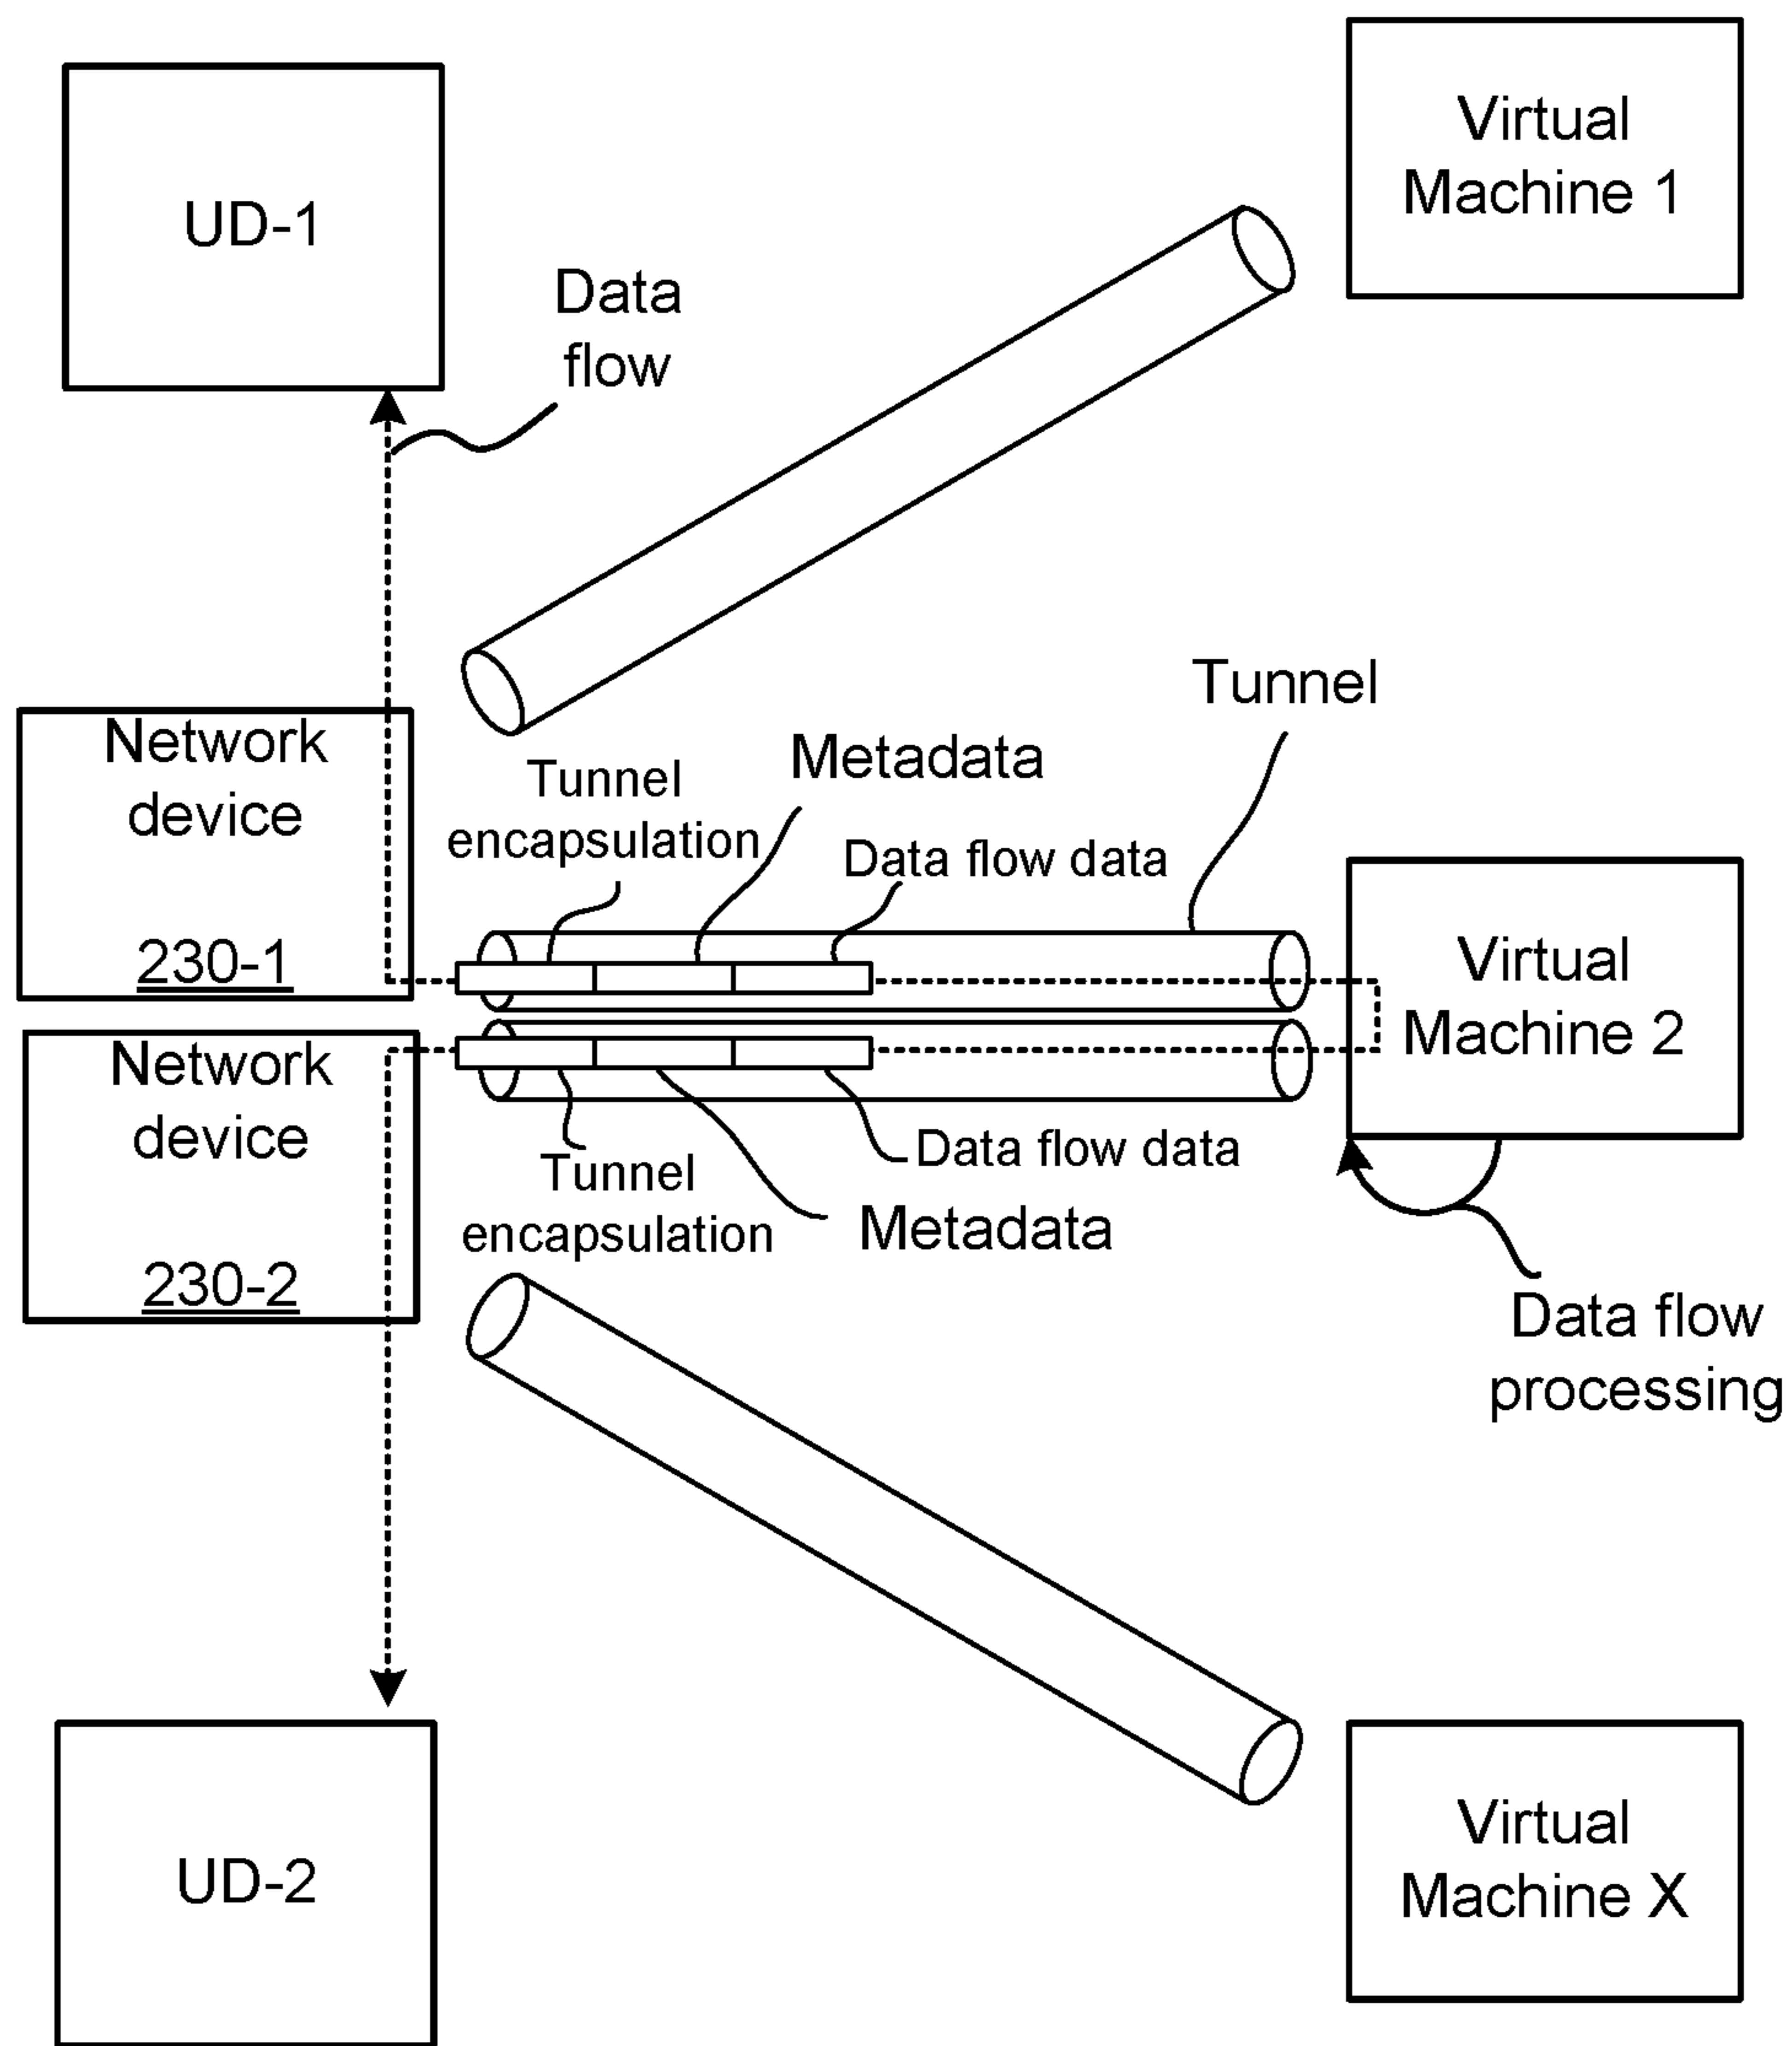 Virtual
Machine 1
UD-1
Data
flow
Tunnel
Network
device
230-1
Metadata
Tunnel
encapsulation
Data flow data
Virtual
Machine 2
Network
device
230-2
Data flow data
Tunnel
encapsulation
Metadata
Data flow
processing
UD-2
Virtual
Machine X